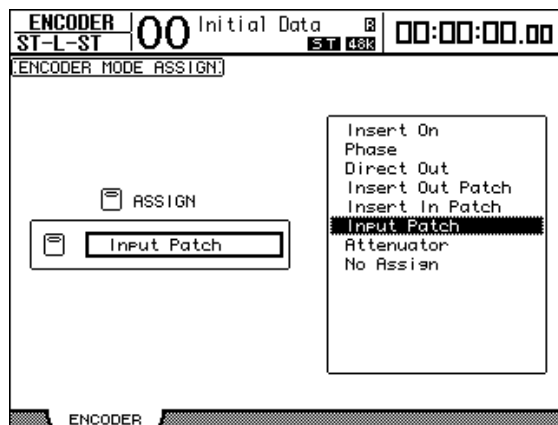 ENCODER
ST-L-ST
00
Initial Data
R
ST 48k
00:00:00.00
ENCODER MODE ASSIGN
ASSIGN
Input Patch
Insert On
Phase
Direct Out
Insert Out Patch
Insert In Patch
Input Patch
Attenuator
No Assign
ENCODER